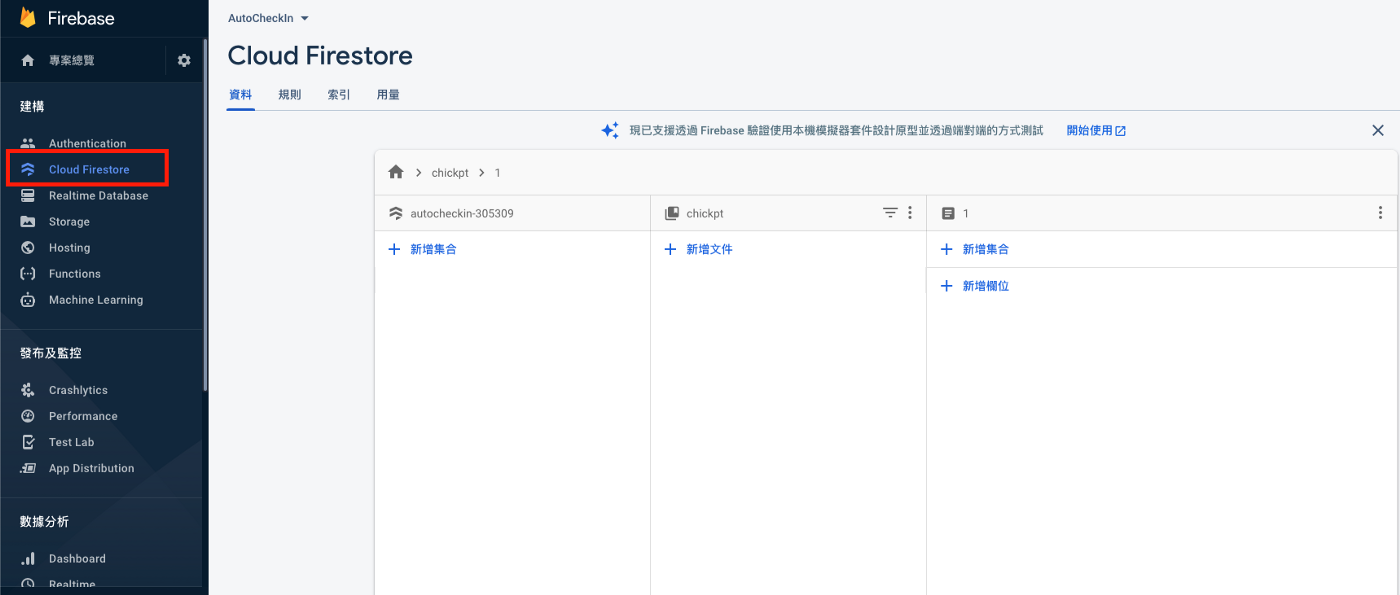 Firebase
專案總覽
建構
Authentication
Cloud Firestore
Realtime Database
Storage
Hosting
Functions
Machine Learning
發布及監控
Crashlytics
Performance
Test Lab
App Distribution
數據分析
Dashboard
Realtime
AutoCheckIn
Cloud Firestore
資料 規則 索引 用量
現已支援透過 Firebase 驗證使用本機模擬器套件設計原型並透過端對端的方式測試 開始使用
chickpt 1
autocheckin-305309
新增集合
chickpt
新增文件
1
新增集合
新增欄位